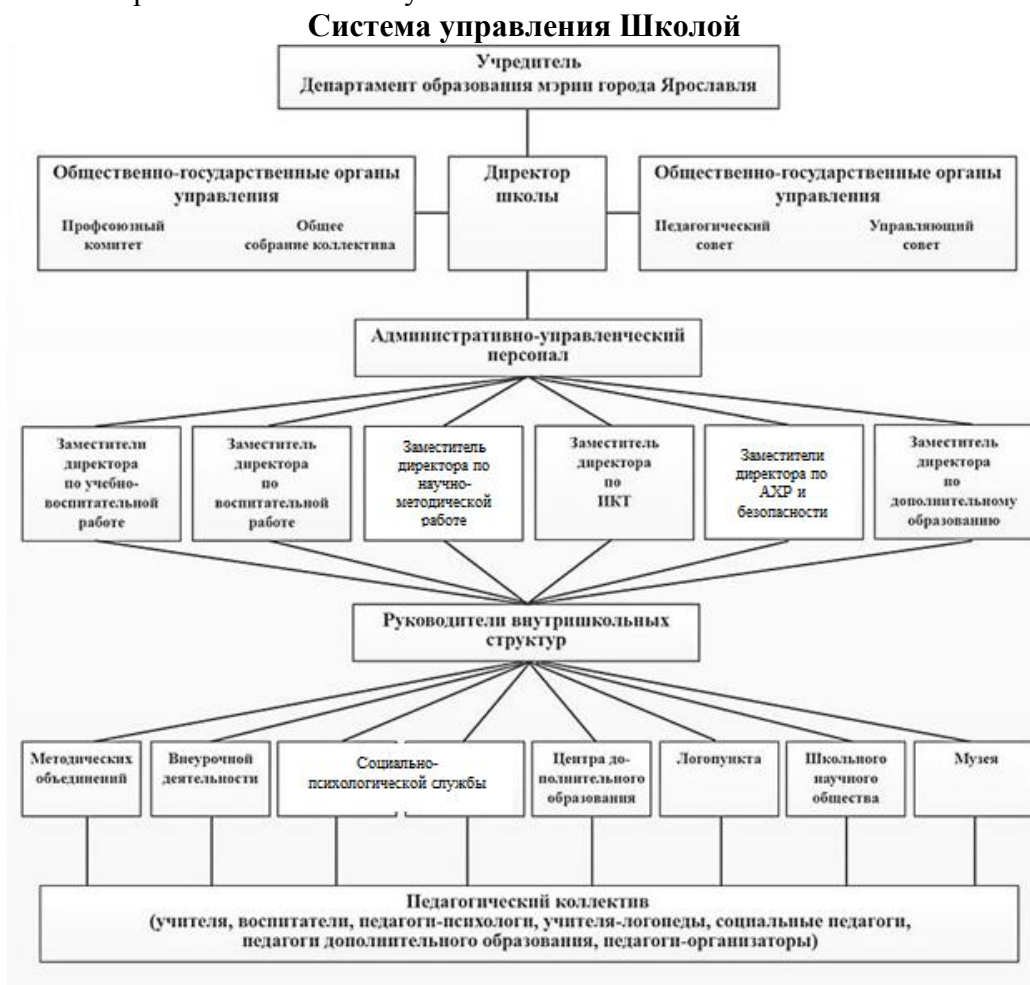 Система управления Школой
Учредитель
Департамент образования мэрии города Ярославля
Общественно-государственные органы
управления
Профсоюзный
комитет
Общее
собрание коллектива
Директор
школы
Общественно-государственные органы
управления
Педагогический
совет
Управляющий
совет
Административно-управленческий
персонал
Заместители
директора
по учебно-
воспитательной
работе
Заместитель
директора
по
воспитательной
работе
Заместитель
директора по
научно-
методической
работе
Заместитель
директора
по
ИКТ
Заместители
директора по
АХР и
безопасности
Заместитель
директора
по
дополнительному
образованию
Руководители внутришкольных
структур
Методических
объединений
Внеурочной
деятельности
Социально-
психологической службы
Центра до-
полнительного
образования
Логопункта
Школьного
научного
общества
Музея
Педагогический коллектив
(учителя, воспитатели, педагоги-психологи, учителя-логопеды, социальные педагоги,
педагоги дополнительного образования, педагоги-организаторы)